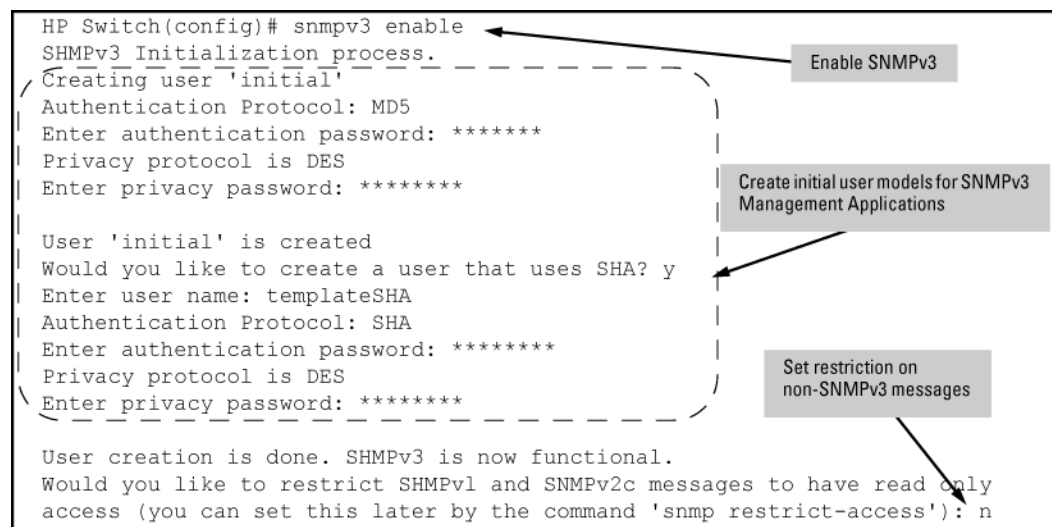 HP Switch(config)# snmpv3 enable
SHMPv3 Initialization process.
Enable SNMPv3
Creating user 'initial'
Authentication Protocol: MD5
Enter authentication password: *******
Privacy protocol is DES
Enter privacy password: ********
Create initial user models for SNMPv3
Management Applications
User 'initial' is created
Would you like to create a user that uses SHA? y
Enter user name: templateSHA
Authentication Protocol: SHA
Enter authentication password: ********
Privacy protocol is DES
Enter privacy password: ********
Set restriction on
non-SNMPv3 messages
User creation is done. SHMPv3 is now functional.
Would you like to restrict SHMPvl and SNMPv2c messages to have read only
access (you can set this later by the command 'snmp restrict-access'): n